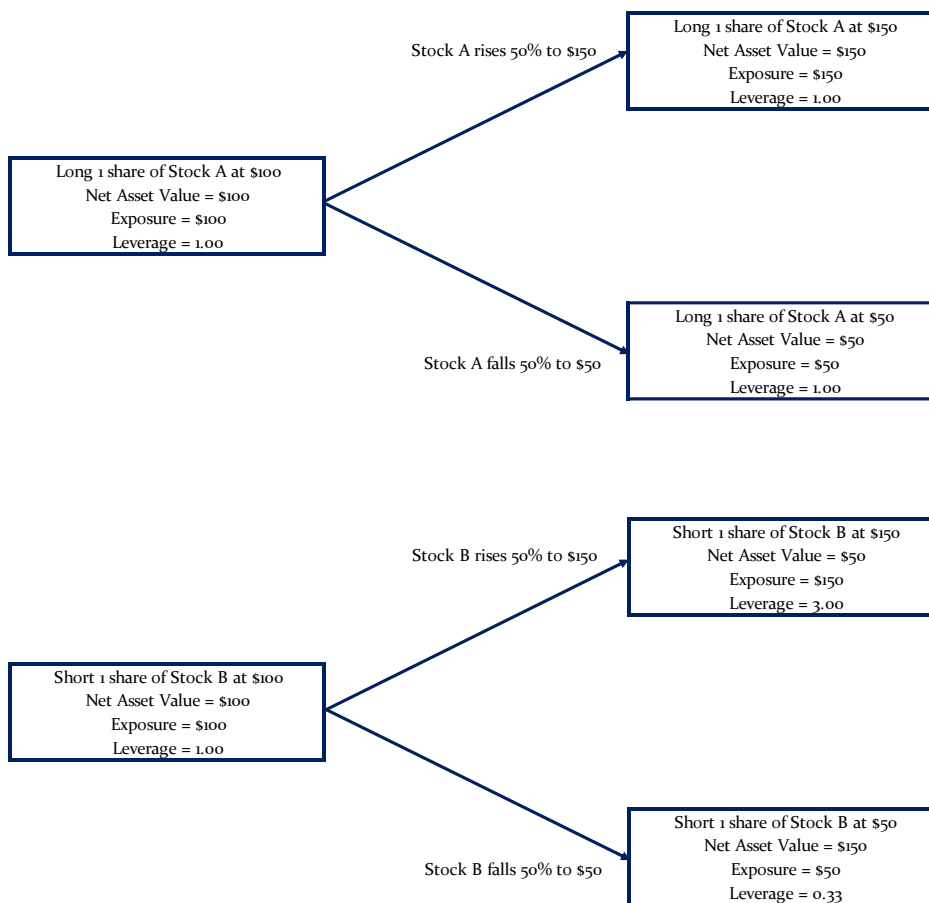 Long 1 share of Stock A at $150
Net Asset Value = $150
Exposure = $150
Leverage = 1.00
Stock A rises 50% to $150
Long 1 share of Stock A at $100
Net Asset Value = $100
Exposure = $100
Leverage = 1.00
Long 1 share of Stock A at $50
Net Asset Value = $50
Exposure = $50
Leverage = 1.00
Stock A falls 50% to $50
Short 1 share of Stock B at $150
Net Asset Value = $50
Exposure = $150
Leverage = 3.00
Stock B rises 50% to $150
Short 1 share of Stock B at $100
Net Asset Value = $100
Exposure = $100
Leverage = 1.00
Short 1 share of Stock B at $50
Net Asset Value = $150
Exposure = $50
Leverage = 0.33
Stock B falls 50% to $50